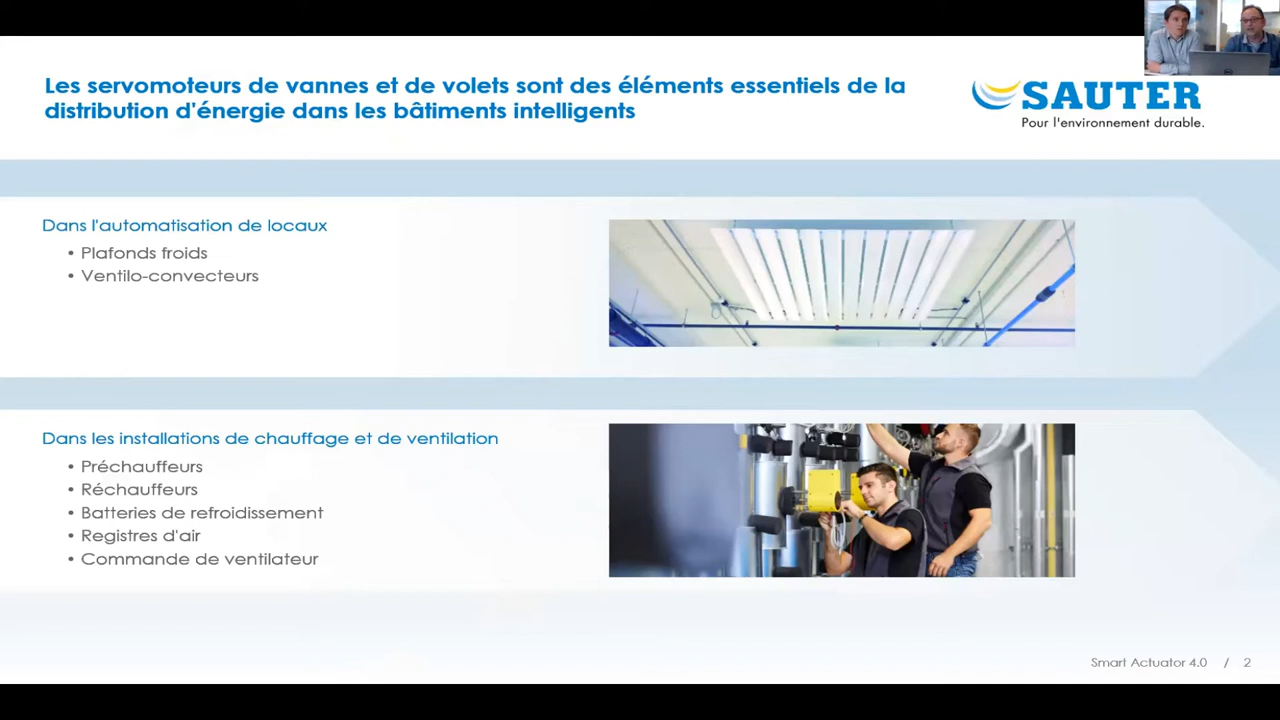 Les servomoteurs de vannes et de volets sont des éléments essentiels de la
distribution d'énergie dans les bâtiments intelligents
SAUTER
Pour l'environnement durable.
Dans l'automatisation de locaux
• Plafonds froids
• Ventilo-convecteurs
Dans les installations de chauffage et de ventilation
• Préchauffeurs
• Réchauffeurs
• Batteries de refroidissement
• Registres d'air
• Commande de ventilateur
Smart Actuator 4.0 / 2